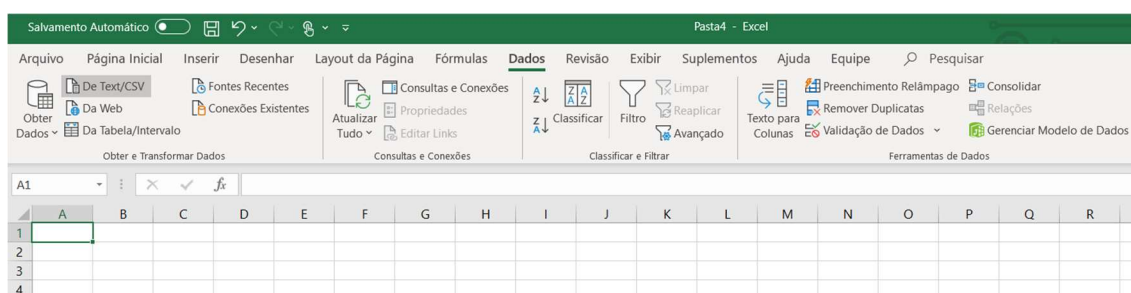 Salvamento Automático Pasta4 - Excel
Arquivo Página Inicial Inserir Desenhar Layout da Página Fórmulas Dados Revisão Exibir Suplementos Ajuda Equipe Pesquisar
Obter Dados
De Text/CSV
Da Web
Da Tabela/Intervalo
Fontes Recentes
Conexões Existentes
Obter e Transformar Dados
Atualizar Tudo
Consultas e Conexões
Propriedades
Editar Links
Consultas e Conexões
Classificar
Filtro
Limpar
Reaplicar
Avançado
Classificar e Filtrar
Texto para Colunas
Preenchimento Relâmpago
Remover Duplicatas
Validação de Dados
Consolidar
Relações
Gerenciar Modelo de Dados
Ferramentas de Dados
A1 fx
A B C D E F G H I J K L M N O P Q R
1
2
3
4